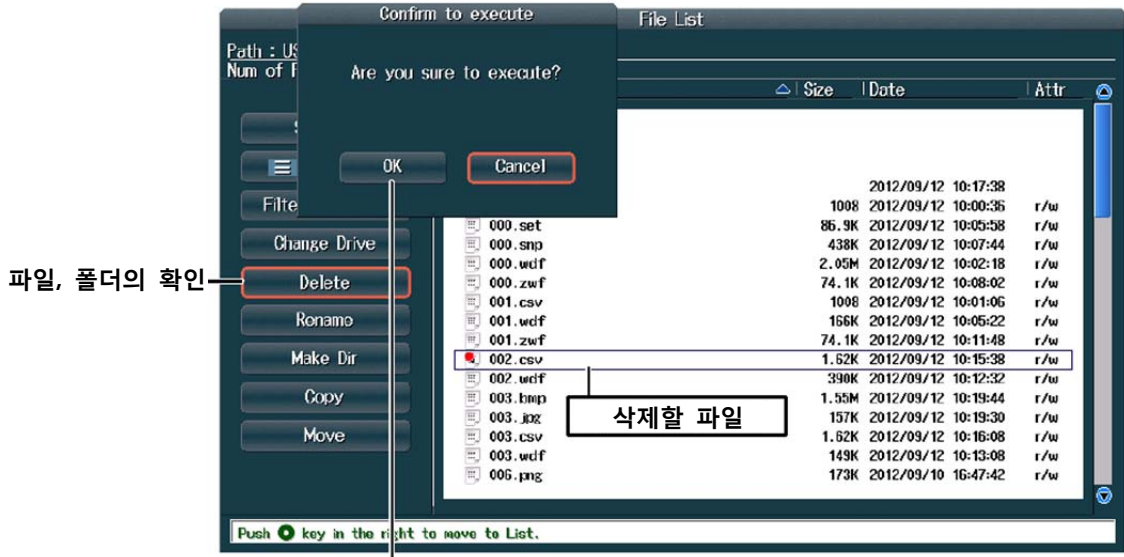 Confirm to execute
File List
Path : US
Num of F
Are you sure to execute?
Size Date Attr
OK Cancel
Filte
Change Drive
Delete
Rename
Make Dir
Copy
Move
2012/09/12 10:17:38
1008 2012/09/12 10:00:36 r/w
000.set 86.9K 2012/09/12 10:05:58 r/w
000.snp 438K 2012/09/12 10:07:44 r/w
000.wdf 2.05M 2012/09/12 10:02:18 r/w
000.zwf 74.1K 2012/09/12 10:08:02 r/w
001.csv 1008 2012/09/12 10:01:06 r/w
001.wdf 166K 2012/09/12 10:05:22 r/w
001.zwf 74.1K 2012/09/12 10:11:48 r/w
002.csv 1.62K 2012/09/12 10:15:38 r/w
002.wdf 390K 2012/09/12 10:12:32 r/w
003.bmp 1.55M 2012/09/12 10:19:44 r/w
003.jpg 157K 2012/09/12 10:19:30 r/w
003.csv 1.62K 2012/09/12 10:16:08 r/w
003.wdf 149K 2012/09/12 10:13:08 r/w
006.png 173K 2012/09/10 16:47:42 r/w
파일, 폴더의 확인
삭제할 파일
Push key in the right to move to List.